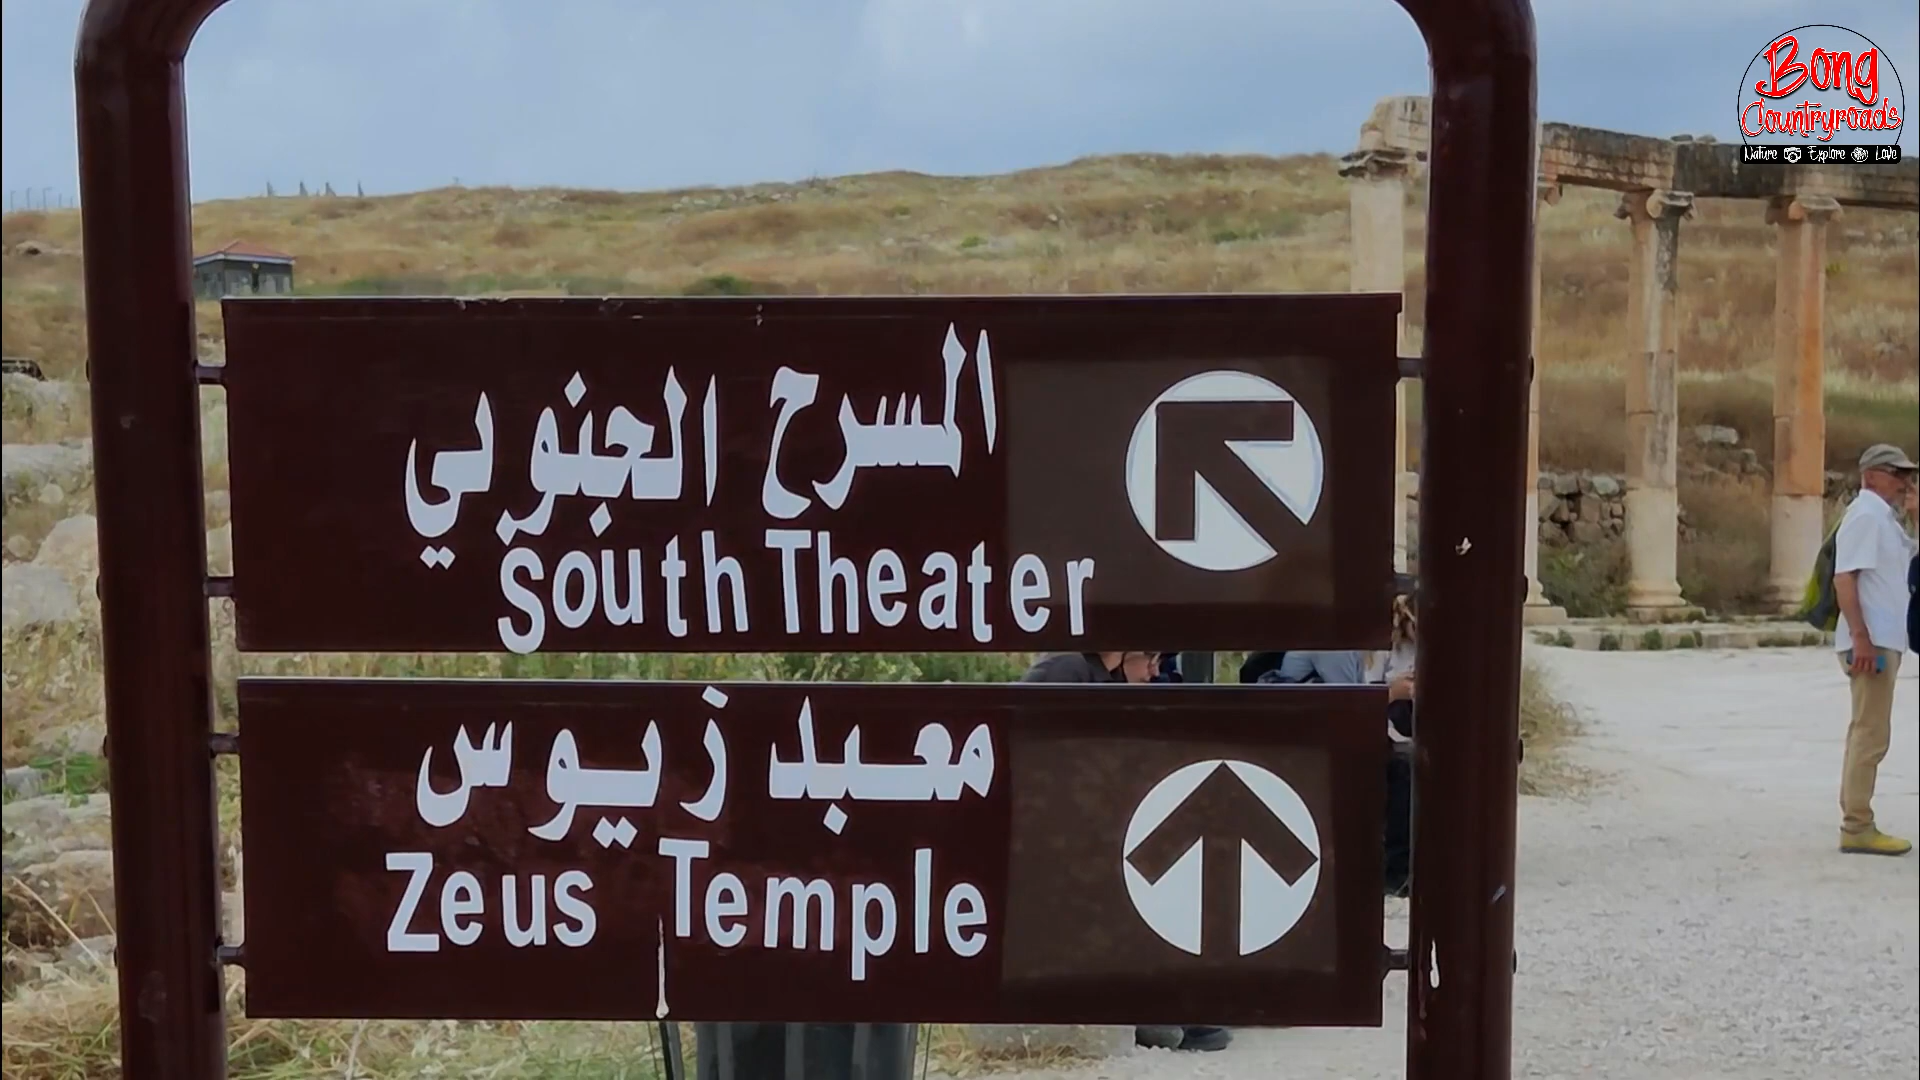 Bong
Countryroads
Nature Explore Love
المسرح الجنوبي
South Theater
معبد زيوس
Zeus Temple